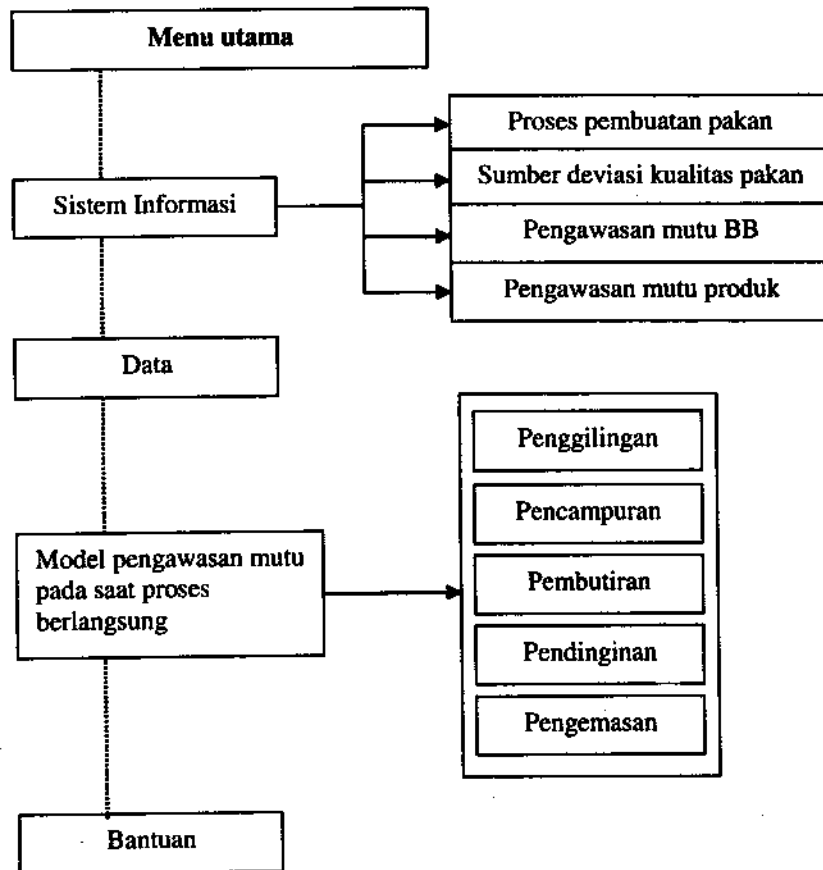 Menu utama
Sistem Informasi
Proses pembuatan pakan
Sumber deviasi kualitas pakan
Pengawasan mutu BB
Pengawasan mutu produk
Data
Model pengawasan mutu
pada saat proses
berlangsung
Penggilingan
Pencampuran
Pembutiran
Pendinginan
Pengemasan
Bantuan